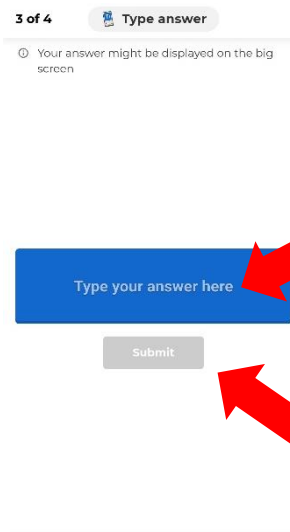 3 of 4
Type answer
Your answer might be displayed on the big
screen
Type your answer here
Submit